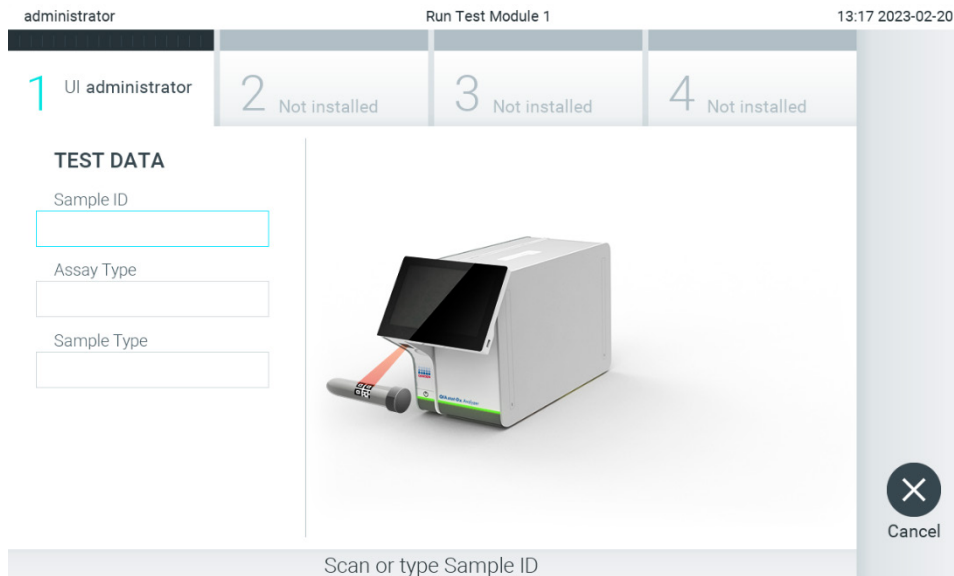 administrator Run Test Module 1 13:17 2023-02-20
1 UI administrator 2 Not installed 3 Not installed 4 Not installed
TEST DATA
Sample ID
Assay Type
Sample Type
Cancel
Scan or type Sample ID